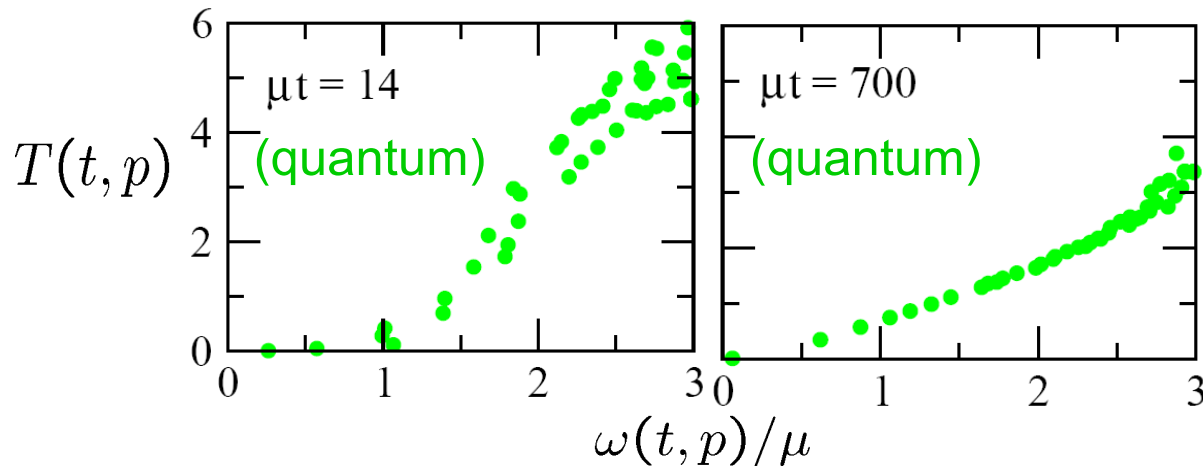 6
4
2
0
T(t, p)
μt = 14
(quantum)
0 1 2 3
μt = 700
(quantum)
0 1 2 3
ω(t, p)/μ